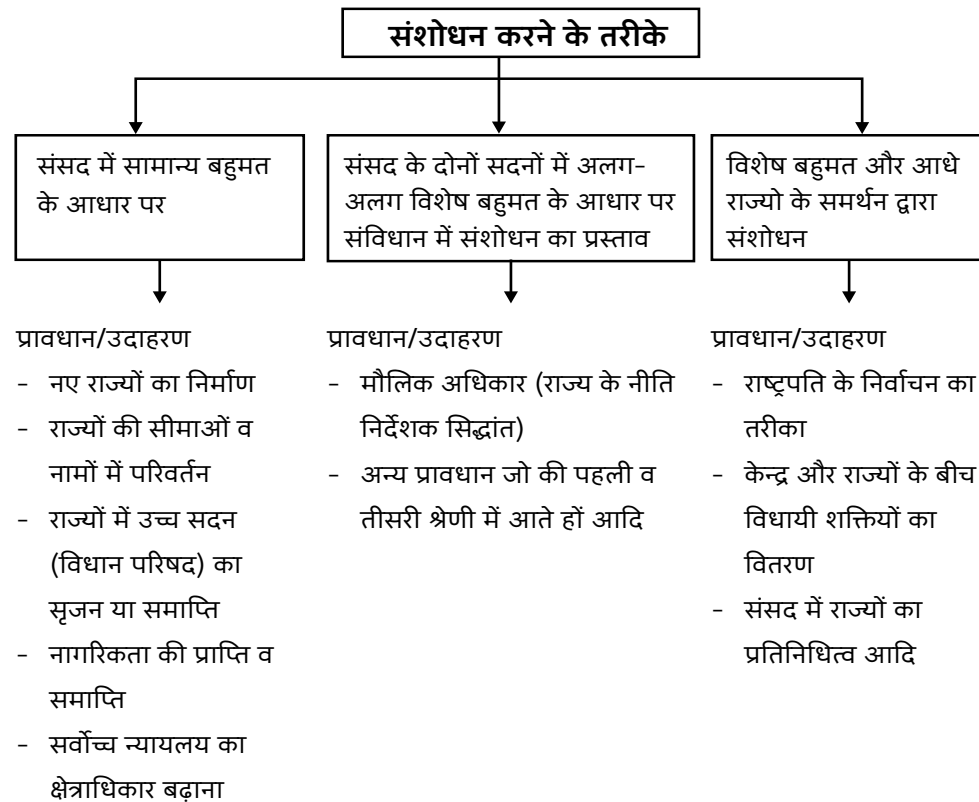 संशोधन करने के तरीके
संसद में सामान्य बहुमत
के आधार पर
संसद के दोनों सदनों में अलग-
अलग विशेष बहुमत के आधार पर
संविधान में संशोधन का प्रस्ताव
विशेष बहुमत और आधे
राज्यो के समर्थन द्वारा
संशोधन
प्रावधान/उदाहरण
- नए राज्यों का निर्माण
- राज्यों की सीमाओं व
नामों में परिवर्तन
- राज्यों में उच्च सदन
(विधान परिषद) का
सृजन या समाप्ति
- नागरिकता की प्राप्ति व
समाप्ति
- सर्वोच्च न्यायलय का
क्षेत्राधिकार बढ़ाना
प्रावधान/उदाहरण
- मौलिक अधिकार (राज्य के नीति
निर्देशक सिद्धांत)
- अन्य प्रावधान जो की पहली व
तीसरी श्रेणी में आते हों आदि
प्रावधान/उदाहरण
- राष्ट्रपति के निर्वाचन का
तरीका
- केन्द्र और राज्यों के बीच
विधायी शक्तियों का
वितरण
- संसद में राज्यों का
प्रतिनिधित्व आदि